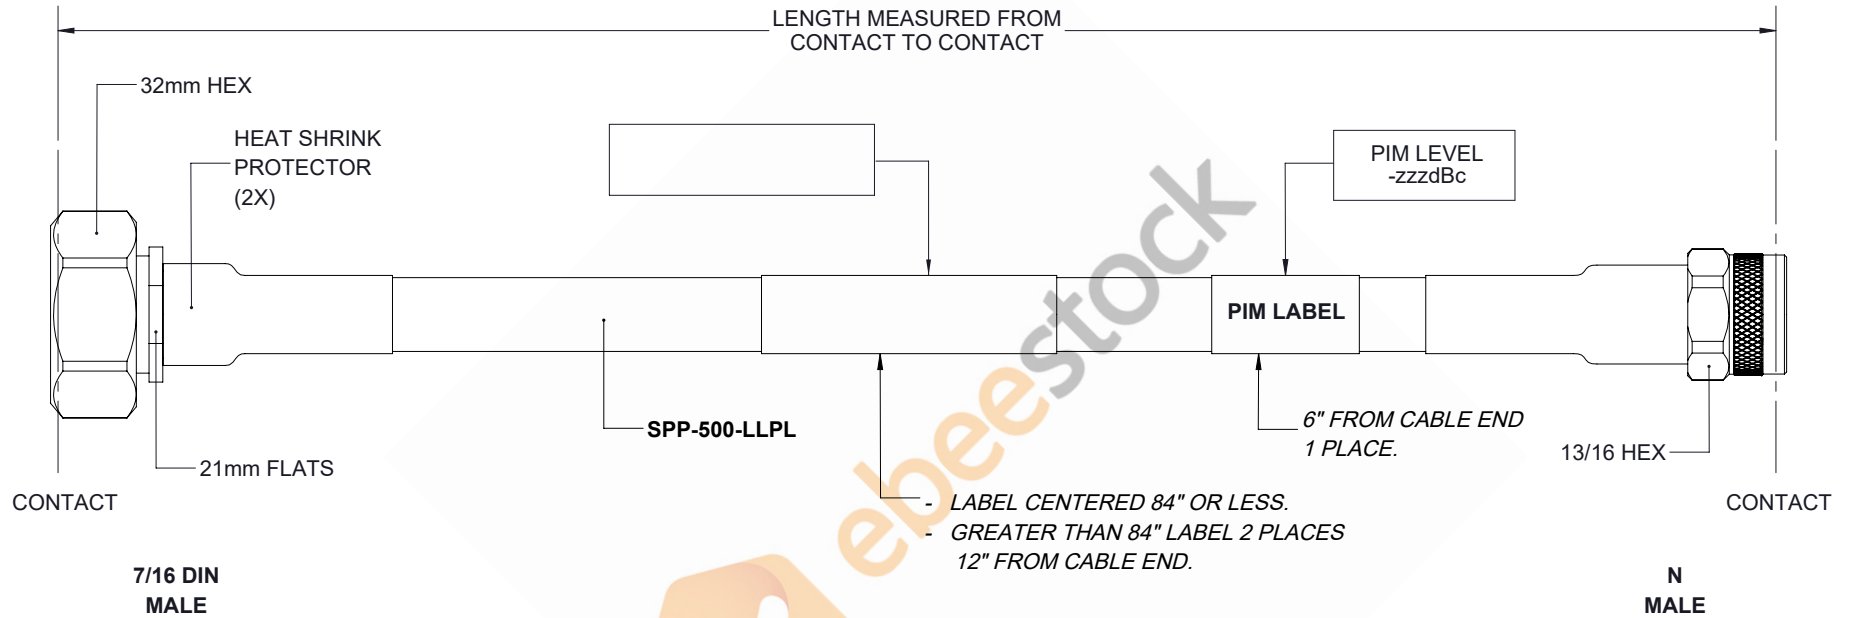 LENGTH MEASURED FROM
CONTACT TO CONTACT
32mm HEX
HEAT SHRINK
PROTECTOR
(2X)
PIM LEVEL
-zzzdBc
PIM LABEL
SPP-500-LLPL
6" FROM CABLE END
1 PLACE.
13/16 HEX
21mm FLATS
CONTACT
CONTACT
- LABEL CENTERED 84" OR LESS.
- GREATER THAN 84" LABEL 2 PLACES
12" FROM CABLE END.
7/16 DIN
MALE
N
MALE
ebeestock